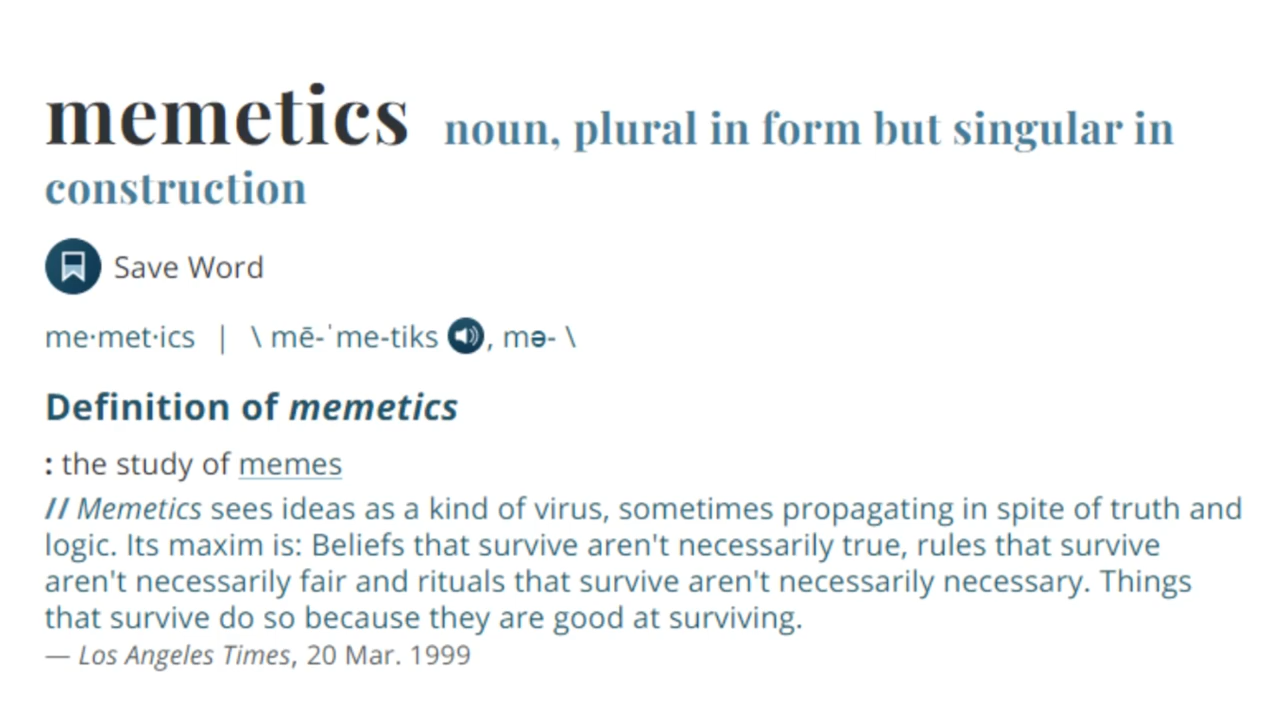 memetics noun, plural in form but singular in
construction
Save Word
me·met·ics | \ mē-ˈme-tiks , mə- \
Definition of memetics
: the study of memes
// Memetics sees ideas as a kind of virus, sometimes propagating in spite of truth and
logic. Its maxim is: Beliefs that survive aren't necessarily true, rules that survive
aren't necessarily fair and rituals that survive aren't necessarily necessary. Things
that survive do so because they are good at surviving.
— Los Angeles Times, 20 Mar. 1999